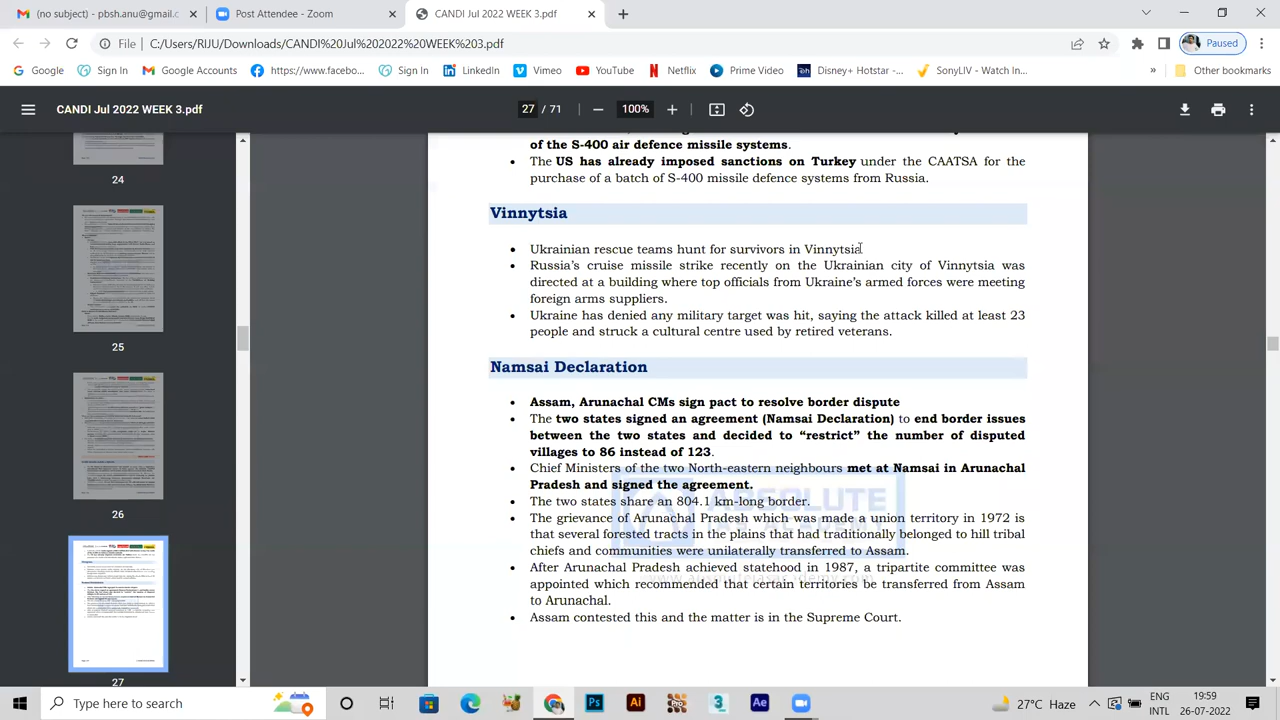 (no subject) - pbsh.anu@gmail.c
Post Attendee - Zoom
CANDI Jul 2022 WEEK 3.pdf
File
C:/Users/RIJU/Downloads/CANDI%20Jul%202022%20WEEK%203.pdf
Paused
Google
Sign In
Google Accounts
https://www.facebo...
Sign In
LinkedIn
Vimeo
YouTube
Netflix
Prime Video
Disney+ Hotstar -...
SonyLIV - Watch In...
»
Other bookmarks
CANDI Jul 2022 WEEK 3.pdf
27 / 71
100%
24
25
26
27
of the S-400 air defence missile systems.
• The US has already imposed sanctions on Turkey under the CAATSA for the
purchase of a batch of S-400 missile defence systems from Russia.
Vinnytsia
• Ukrainian rescue teams hunt for survivors in Vinnytsia
• Russia's cruise missile strike recently on the Ukrainian city of Vinnytsia was
directed at a building where top officials from Ukraine's armed forces were meeting
foreign arms suppliers.
• Ukraine has denied any military target was hit, saying the attack killed at least 23
people and struck a cultural centre used by retired veterans.
Namsai Declaration
• Assam, Arunachal CMs sign pact to resolve border dispute
• The two states signed an agreement (Namsai Declaration) to end border issues
between the two states and decided to “restrict” the number of disputed
villages to 86 instead of 123.
• Chief Ministers of the two North-eastern neighbours met at Namsai in Arunachal
Pradesh and signed the agreement.
• The two states share an 804.1 km-long border.
• The grievance of Arunachal Pradesh which was made a union territory in 1972 is
that several forested tracts in the plains that had traditionally belonged to hill tribal
chiefs and communities were unilaterally transferred to Assam.
• After Arunachal Pradesh achieved statehood in 1987, a tripartite committee was
appointed which recommended that certain territories be transferred from Assam
to Arunachal.
• Assam contested this and the matter is in the Supreme Court.
Type here to search
Ps
Ai
Pro
3
Ae
27°C Haze
ENG
INTL
19:59
26-07-2022